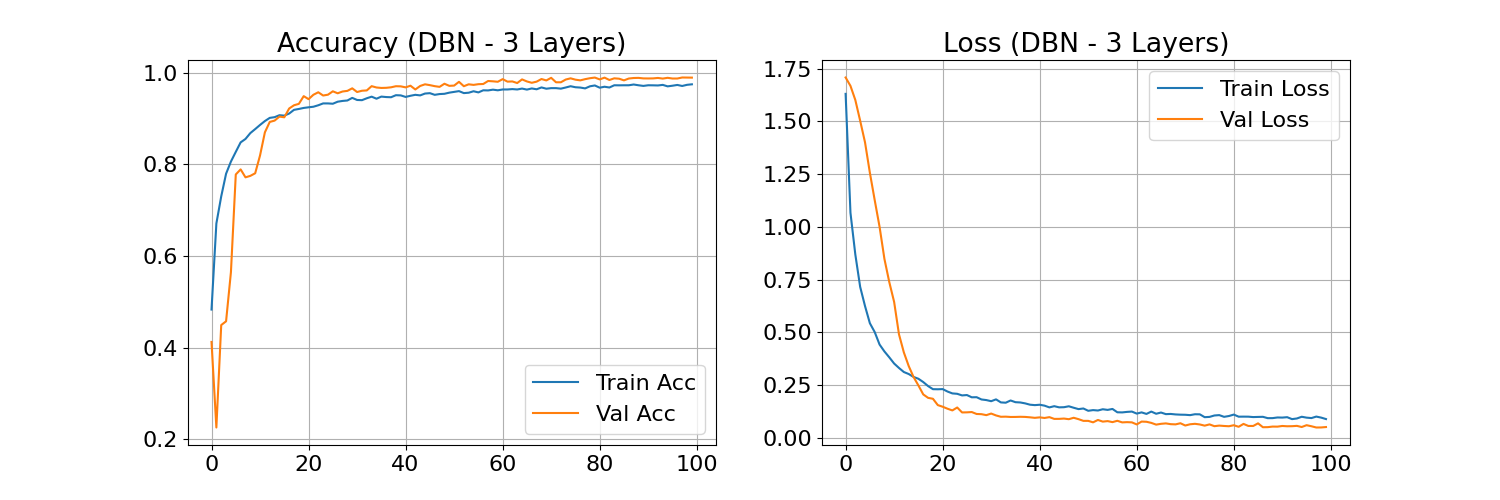 Accuracy (DBN - 3 Layers)
1.0
0.8
0.6
0.4
0.2
0 20 40 60 80 100
Train Acc
Val Acc
Loss (DBN - 3 Layers)
1.75
1.50
1.25
1.00
0.75
0.50
0.25
0.00
0 20 40 60 80 100
Train Loss
Val Loss